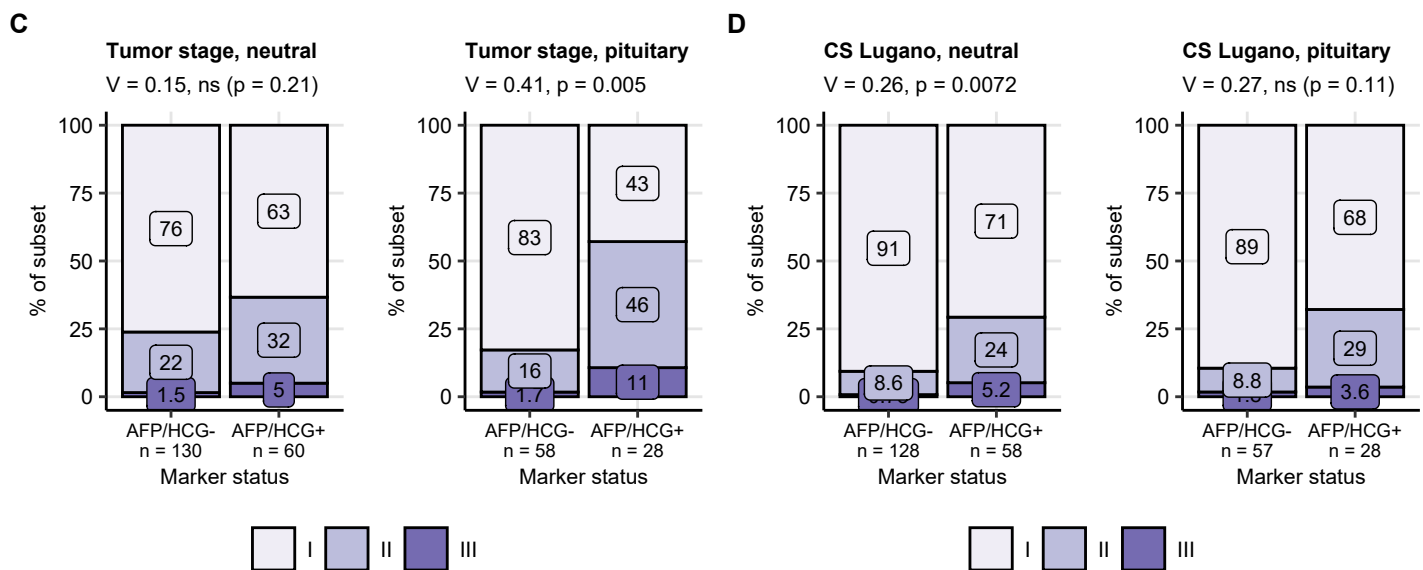 C
Tumor stage, neutral
V = 0.15, ns (p = 0.21)
% of subset
100
75
50
25
0
76
22
1.5
63
32
5
AFP/HCG-
n = 130
AFP/HCG+
n = 60
Marker status
Tumor stage, pituitary
V = 0.41, p = 0.005
% of subset
100
75
50
25
0
83
16
1.7
43
46
11
AFP/HCG-
n = 58
AFP/HCG+
n = 28
Marker status
I
II
III
D
CS Lugano, neutral
V = 0.26, p = 0.0072
% of subset
100
75
50
25
0
91
8.6
71
24
5.2
AFP/HCG-
n = 128
AFP/HCG+
n = 58
Marker status
CS Lugano, pituitary
V = 0.27, ns (p = 0.11)
% of subset
100
75
50
25
0
89
8.8
68
29
3.6
AFP/HCG-
n = 57
AFP/HCG+
n = 28
Marker status
I
II
III